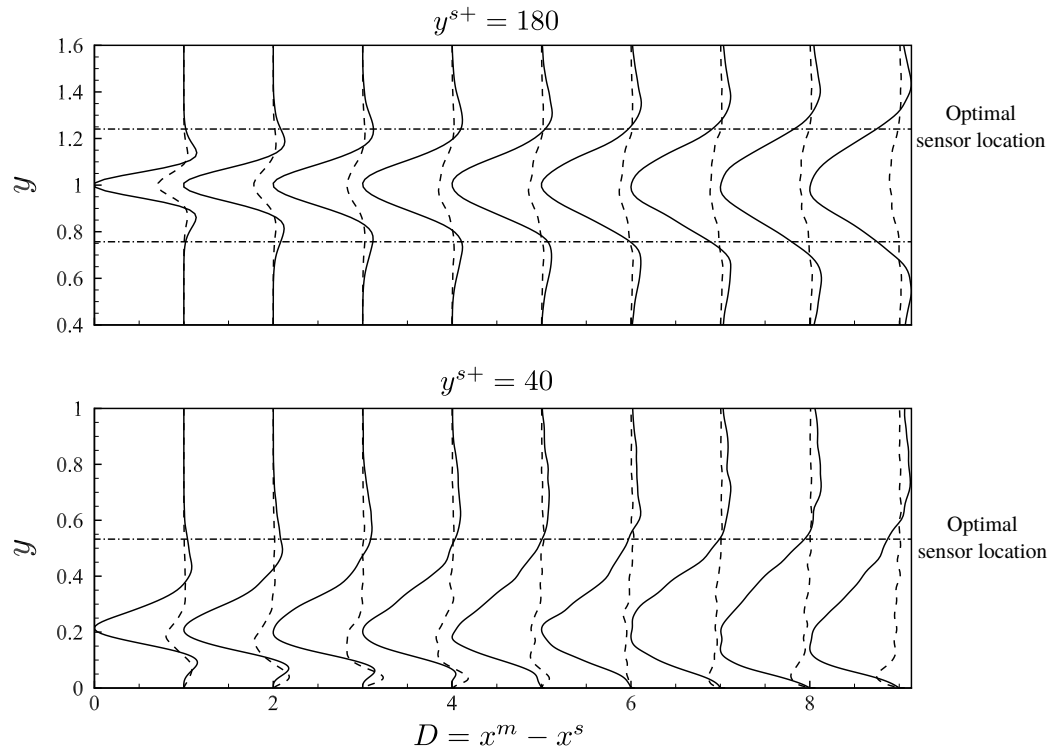 y^{s+} = 180
1.6
1.4
1.2
1
0.8
0.6
0.4
y
Optimal
sensor location
y^{s+} = 40
1
0.8
0.6
0.4
0.2
0
y
Optimal
sensor location
0 2 4 6 8
D = x^m − x^s